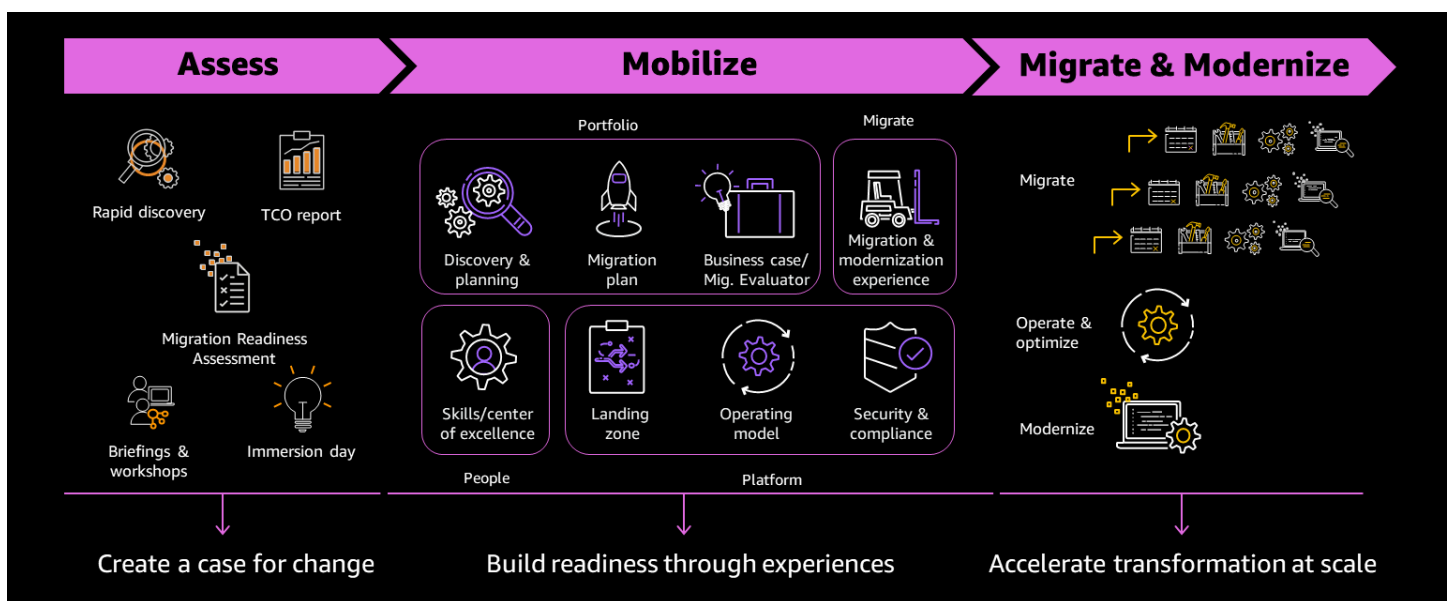 Assess
Mobilize
Migrate & Modernize
Rapid discovery
TCO report
Migration Readiness
Assessment
Briefings &
workshops
Immersion day
Portfolio
Discovery &
planning
Migration
plan
Business case/
Mig. Evaluator
Migrate
Migration &
modernization
experience
Skills/center
of excellence
People
Landing
zone
Operating
model
Security &
compliance
Platform
Migrate
Operate &
optimize
Modernize
Create a case for change
Build readiness through experiences
Accelerate transformation at scale